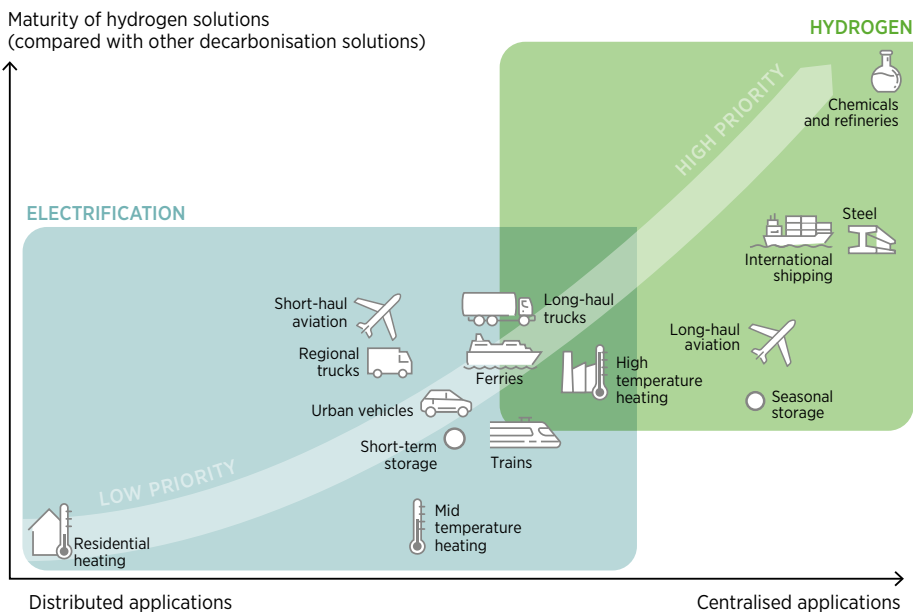 Maturity of hydrogen solutions
(compared with other decarbonisation solutions)
HYDROGEN
Chemicals
and refineries
HIGH PRIORITY
ELECTRIFICATION
Steel
International
shipping
Short-haul
aviation
Long-haul
trucks
Long-haul
aviation
Regional
trucks
Ferries
High
temperature
heating
Urban vehicles
Seasonal
storage
Short-term
storage
Trains
LOW PRIORITY
Mid
temperature
heating
Residential
heating
Distributed applications
Centralised applications